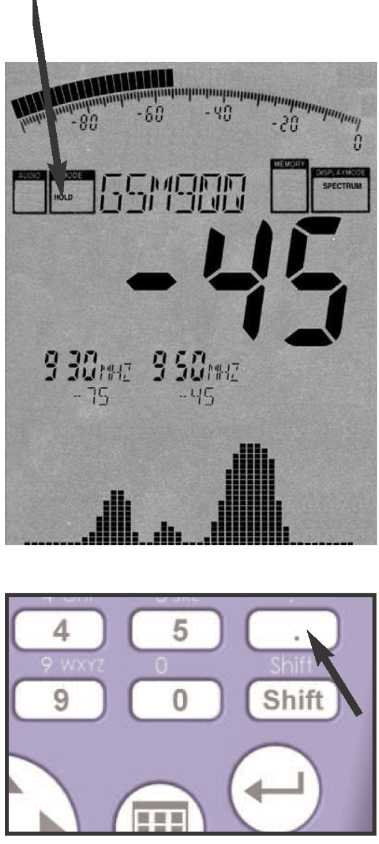 -80 -60 -40 -20 0
AUDIO MODE HOLD GSM900 MEMORY DISPLAYMODE SPECTRUM
-45
930MHZ 950MHZ
-75 -45
4 5 .
9 WXYZ 0 Shift
9 0 Shift